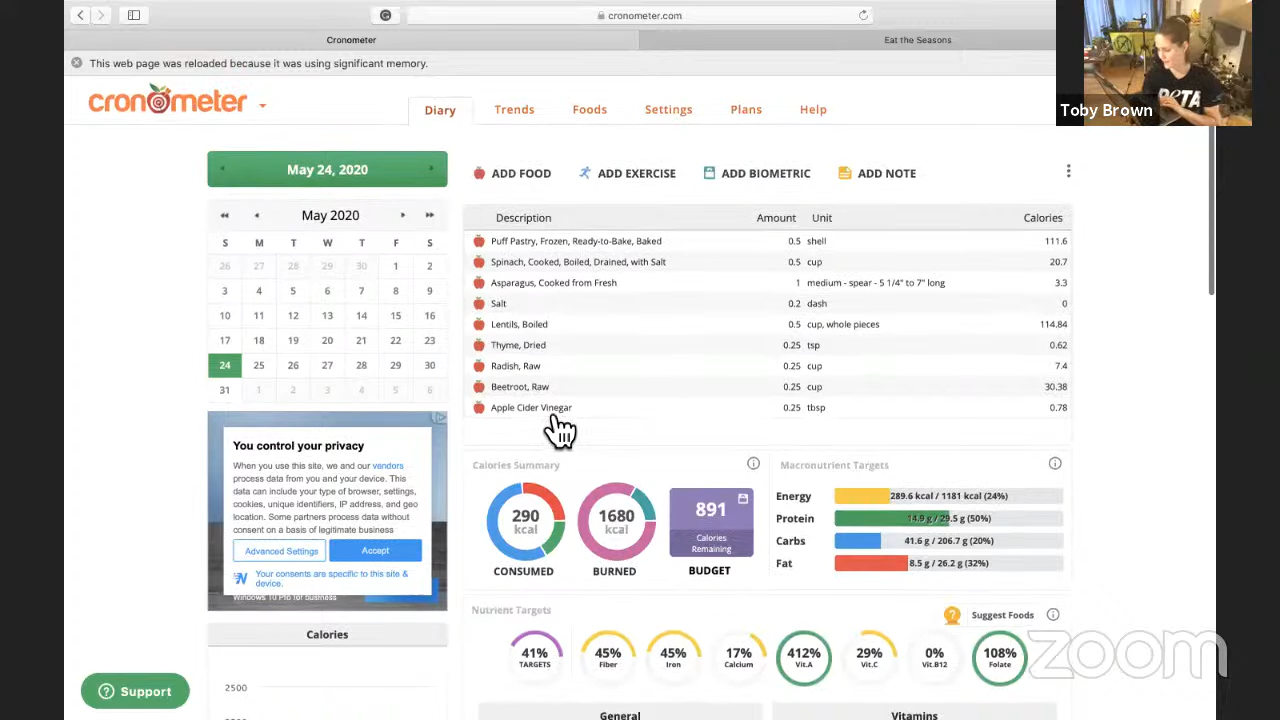 cronometer.com
Cronometer
Eat the Seasons
This web page was reloaded because it was using significant memory.
cronometer
Diary
Trends
Foods
Settings
Plans
Help
PETA
Toby Brown
May 24, 2020
ADD FOOD
ADD EXERCISE
ADD BIOMETRIC
ADD NOTE
May 2020
S M T W T F S
26 27 28 29 30 1 2
3 4 5 6 7 8 9
10 11 12 13 14 15 16
17 18 19 20 21 22 23
24 25 26 27 28 29 30
31 1 2 3 4 5 6
Description Amount Unit Calories
Puff Pastry, Frozen, Ready-to-Bake, Baked 0.5 shell 111.6
Spinach, Cooked, Boiled, Drained, with Salt 0.5 cup 20.7
Asparagus, Cooked from Fresh 1 medium - spear - 5 1/4" to 7" long 3.3
Salt 0.2 dash 0
Lentils, Boiled 0.5 cup, whole pieces 114.84
Thyme, Dried 0.25 tsp 0.62
Radish, Raw 0.25 cup 7.4
Beetroot, Raw 0.25 cup 30.38
Apple Cider Vinegar 0.25 tbsp 0.78
You control your privacy
When you use this site, we and our vendors
process data from you and your device. This
data can include your type of browser, settings,
cookies, unique identifiers, IP address, and geo
location. Some partners process data without
consent on a basis of legitimate business
Advanced Settings
Accept
Your consents are specific to this site &
device.
Windows 10 Pro for business
Calories Summary
290
kcal
CONSUMED
1680
kcal
BURNED
891
Calories
Remaining
BUDGET
Macronutrient Targets
Energy 289.6 kcal / 1181 kcal (24%)
Protein 14.9 g / 29.5 g (50%)
Carbs 41.6 g / 206.7 g (20%)
Fat 8.5 g / 26.2 g (32%)
Nutrient Targets
Suggest Foods
41%
TARGETS
45%
Fiber
45%
Iron
17%
Calcium
412%
Vit.A
29%
Vit.C
0%
Vit.B12
108%
Folate
zoom
Calories
2500
Support
General
Vitamins